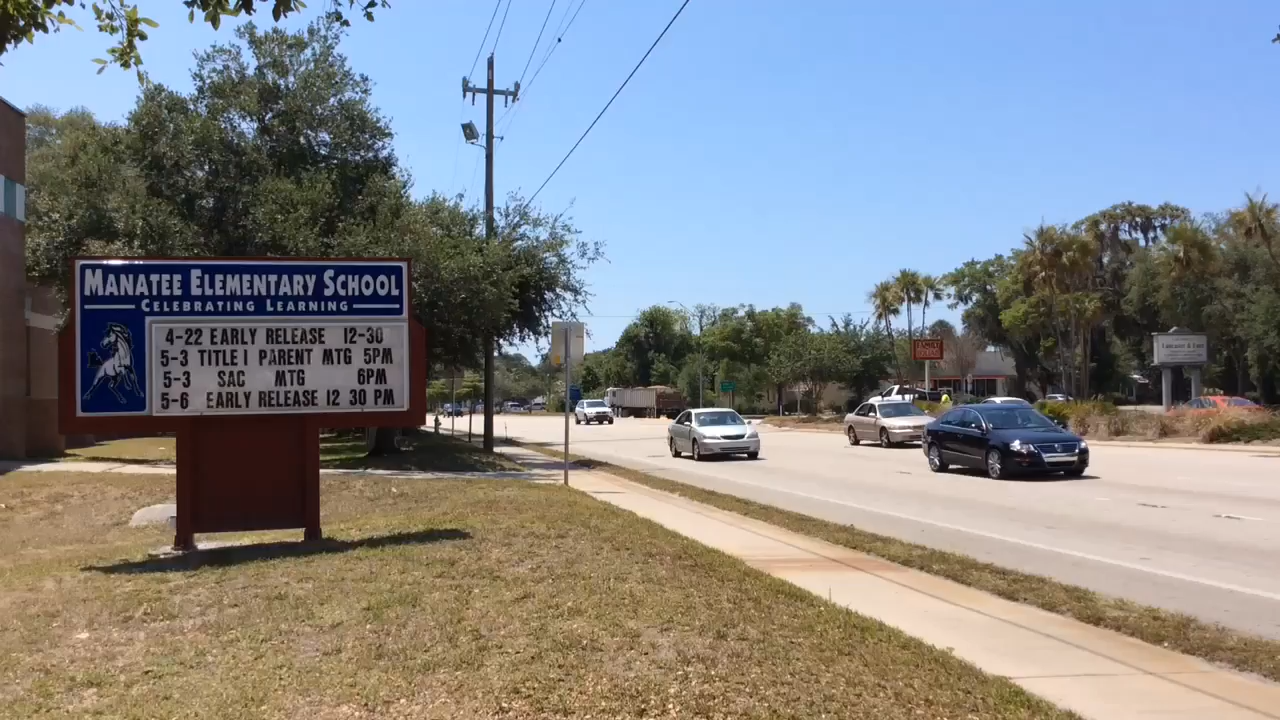 MANATEE ELEMENTARY SCHOOL
CELEBRATING LEARNING
4-22 EARLY RELEASE 12-30
5-3 TITLE I PARENT MTG 5PM
5-3 SAC MTG 6PM
5-6 EARLY RELEASE 12 30 PM
FAMILY